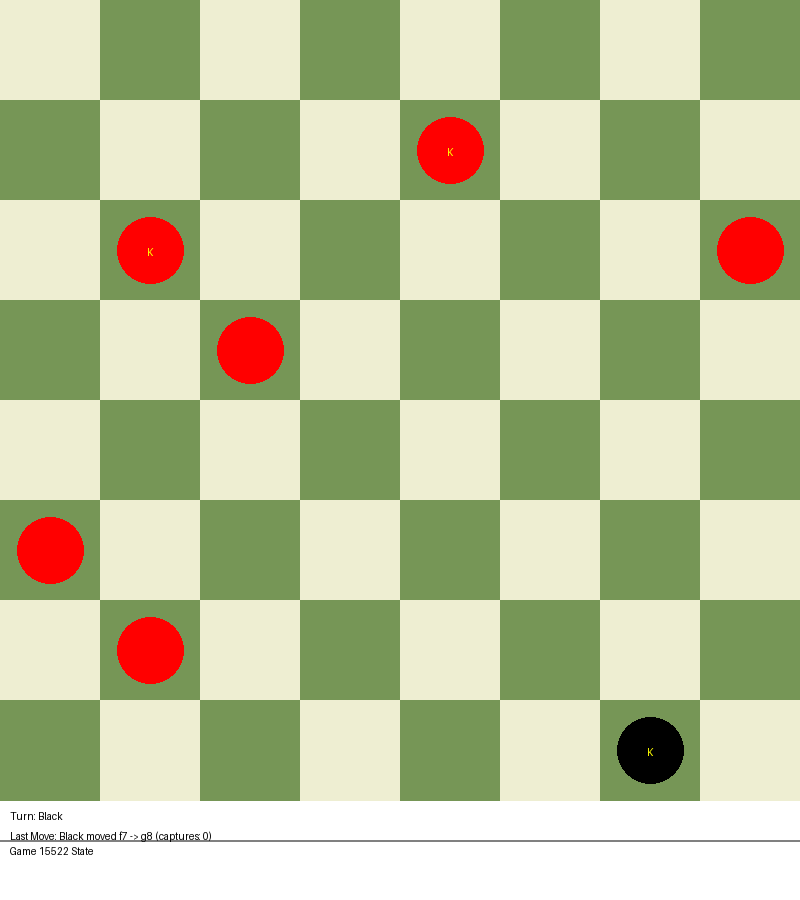 K
K
K
Turn: Black
Last Move: Black moved f7 -> g8 (captures: 0)
Game 15522 State